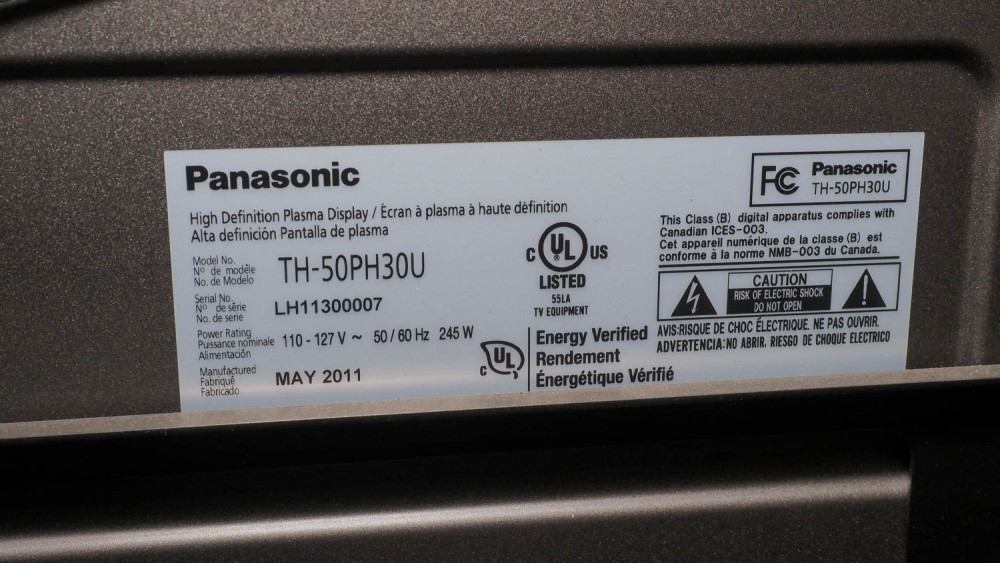 Panasonic
High Definition Plasma Display / Écran à plasma à haute définition
Alta definición Pantalla de plasma
Model No.
Nº de modèle
No. de Modelo
TH-50PH30U
Serial No.
Nº de série
No. de serie
LH11300007
Power Rating
Puissance nominale
Alimentación
110 - 127 V ~ 50 / 60 Hz 245 W
Manufactured
Fabriqué
Fabricado
MAY 2011
C UL US
®
LISTED
55LA
TV EQUIPMENT
C UL
Energy Verified
Rendement
Énergétique Vérifié
FC Panasonic
TH-50PH30U
This Class (B) digital apparatus complies with
Canadian ICES-003.
Cet appareil numérique de la classe (B) est
conforme à la norme NMB-003 du Canada.
CAUTION
RISK OF ELECTRIC SHOCK
DO NOT OPEN
AVIS:RISQUE DE CHOC ÉLECTRIQUE. NE PAS OUVRIR.
ADVERTENCIA:NO ABRIR, RIESGO DE CHOQUE ELECTRICO